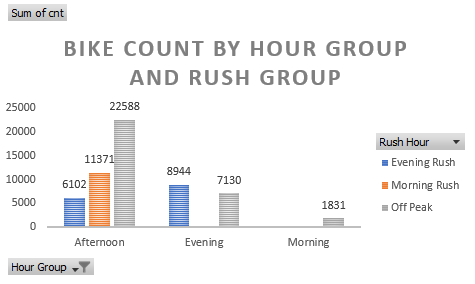 Sum of cnt
BIKE COUNT BY HOUR GROUP
AND RUSH GROUP
25000
20000
15000
10000
5000
0
6102
11371
22588
8944
7130
1831
Afternoon
Evening
Morning
Rush Hour
Evening Rush
Morning Rush
Off Peak
Hour Group